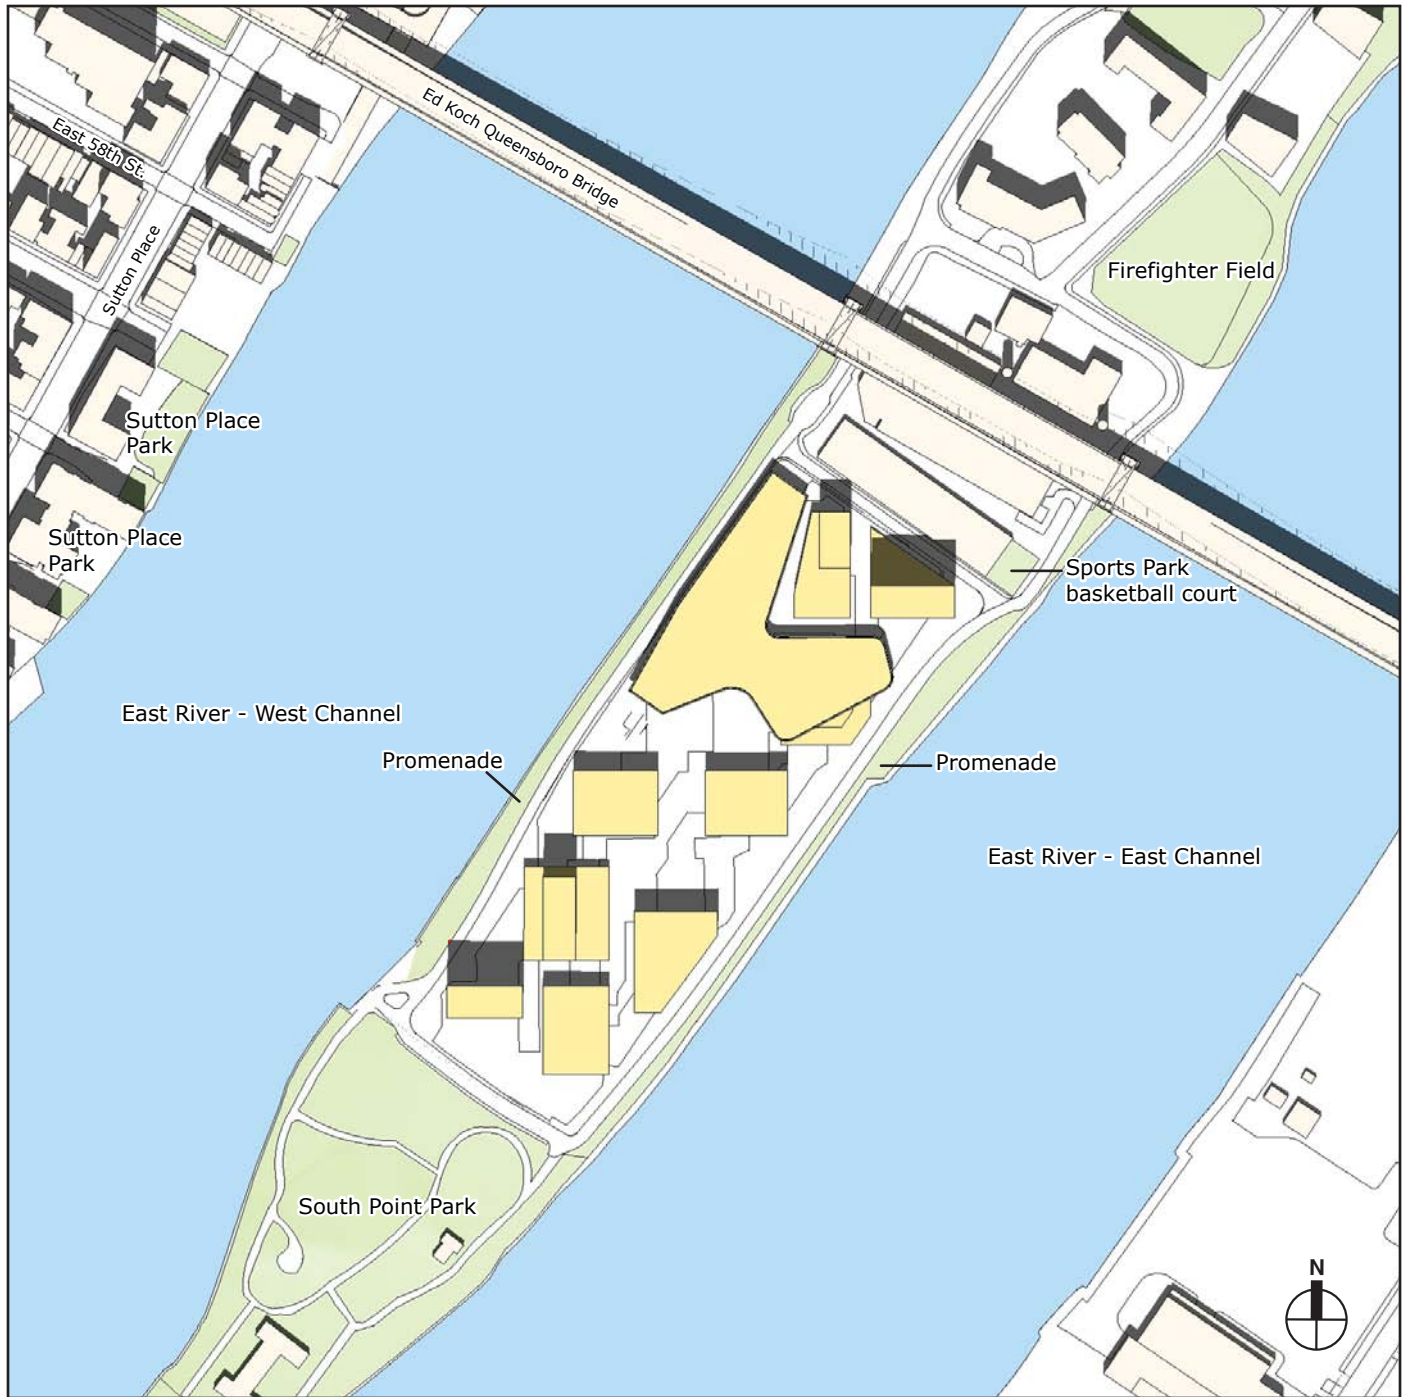 Ed Koch Queensboro Bridge
East 58th St.
Sutton Place
Firefighter Field
Sutton Place
Park
Sutton Place
Park
Sports Park
basketball court
East River - West Channel
Promenade
Promenade
East River - East Channel
South Point Park
N